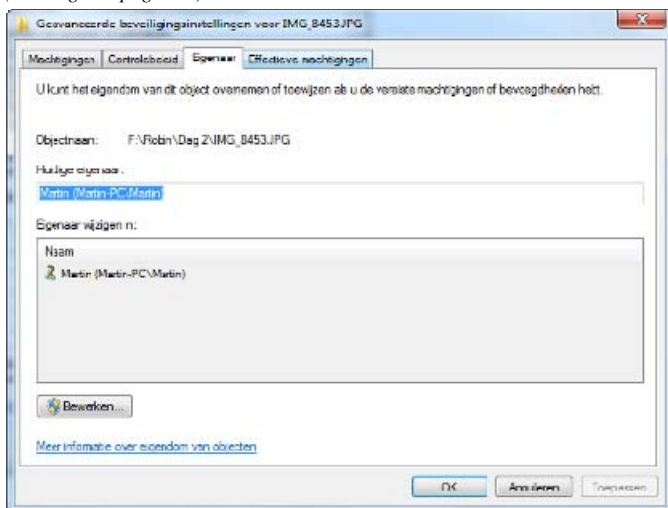 Geavanceerde beveiligingsinstellingen voor IMG_8453.JPG
Machtigingen Controlebeleid Eigenaar Effectieve machtigingen
U kunt het eigendom van dit object overnemen of toewijzen als u de vereiste machtigingen of bevoegdheden hebt.
Objectnaam: F:\Robin\Dag 2\IMG_8453.JPG
Huidige eigenaar:
Martin (Martin-PC\Martin)
Eigenaar wijzigen in:
Naam
Martin (Martin-PC\Martin)
Bewerken...
Meer informatie over eigendom van objecten
OK Annuleren Toepassen